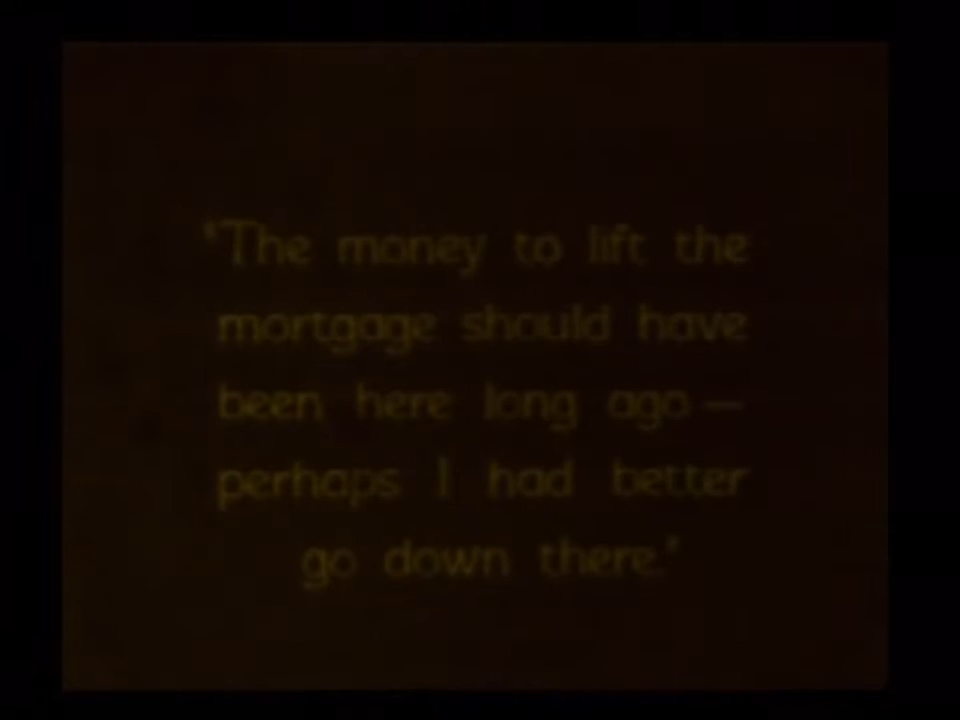 "The money to lift the
mortgage should have
been here long ago —
perhaps I had better
go down there."